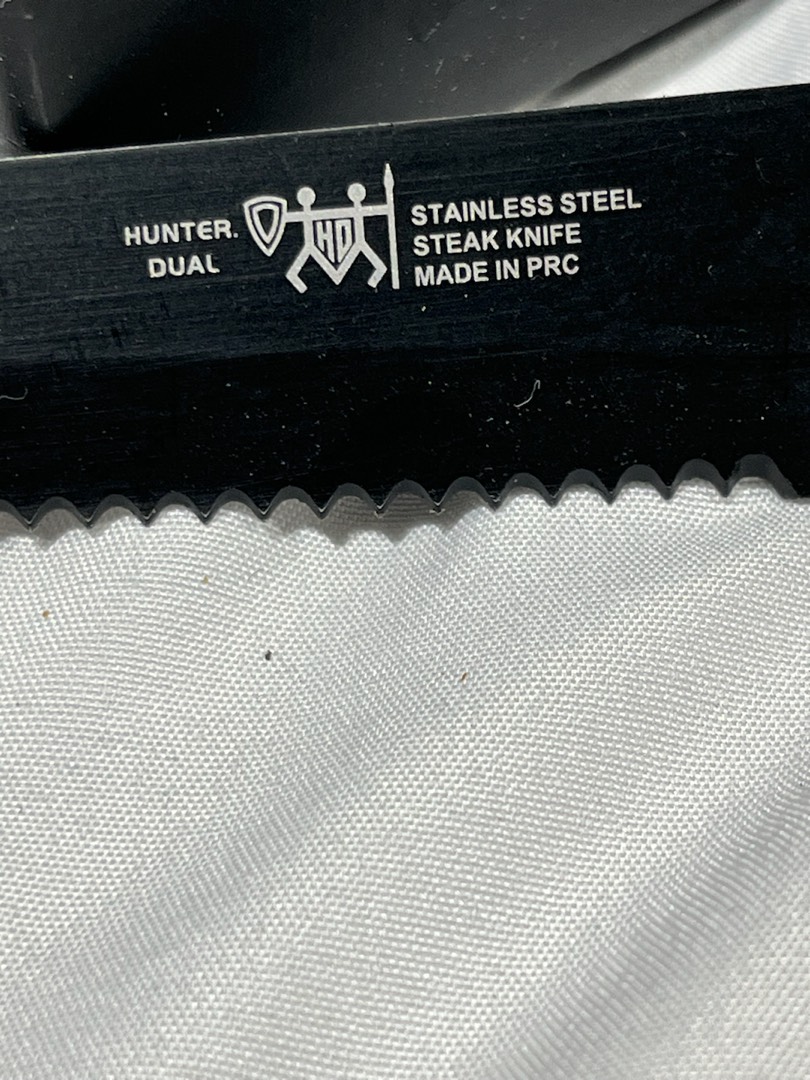 HUNTER.
DUAL
HD
STAINLESS STEEL
STEAK KNIFE
MADE IN PRC